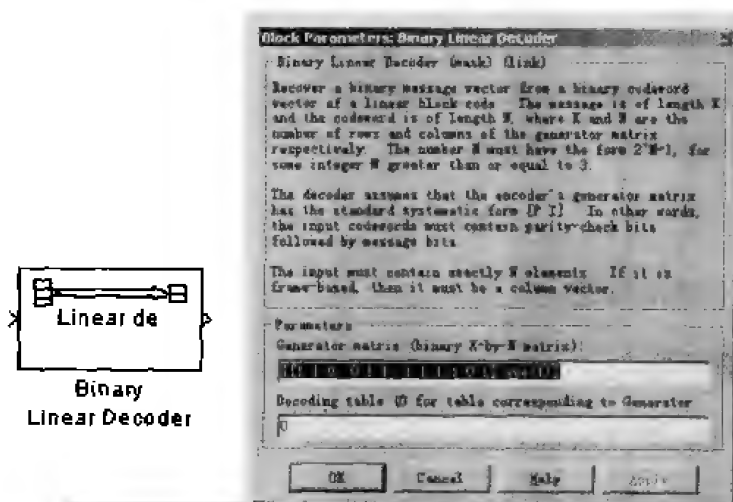 Block Parameters: Binary Linear Decoder
Binary Linear Decoder (mask) (link)
Recover a binary message vector from a binary codeword
vector of a linear block code. The message is of length K
and the codeword is of length N, where K and N are the
number of rows and columns of the generator matrix
respectively. The number N must have the form 2^M-1, for
some integer M greater than or equal to 3.
The decoder assumes that the encoder's generator matrix
has the standard systematic form [P I]. In other words,
the input codewords must contain parity-check bits
followed by message bits.
The input must contain exactly N elements. If it is
frame-based, then it must be a column vector.
Parameters
Generator matrix (binary K-by-N matrix):
Decoding table (0 for table corresponding to Generator
0
OK Cancel Help Apply
Linear de
Binary
Linear Decoder